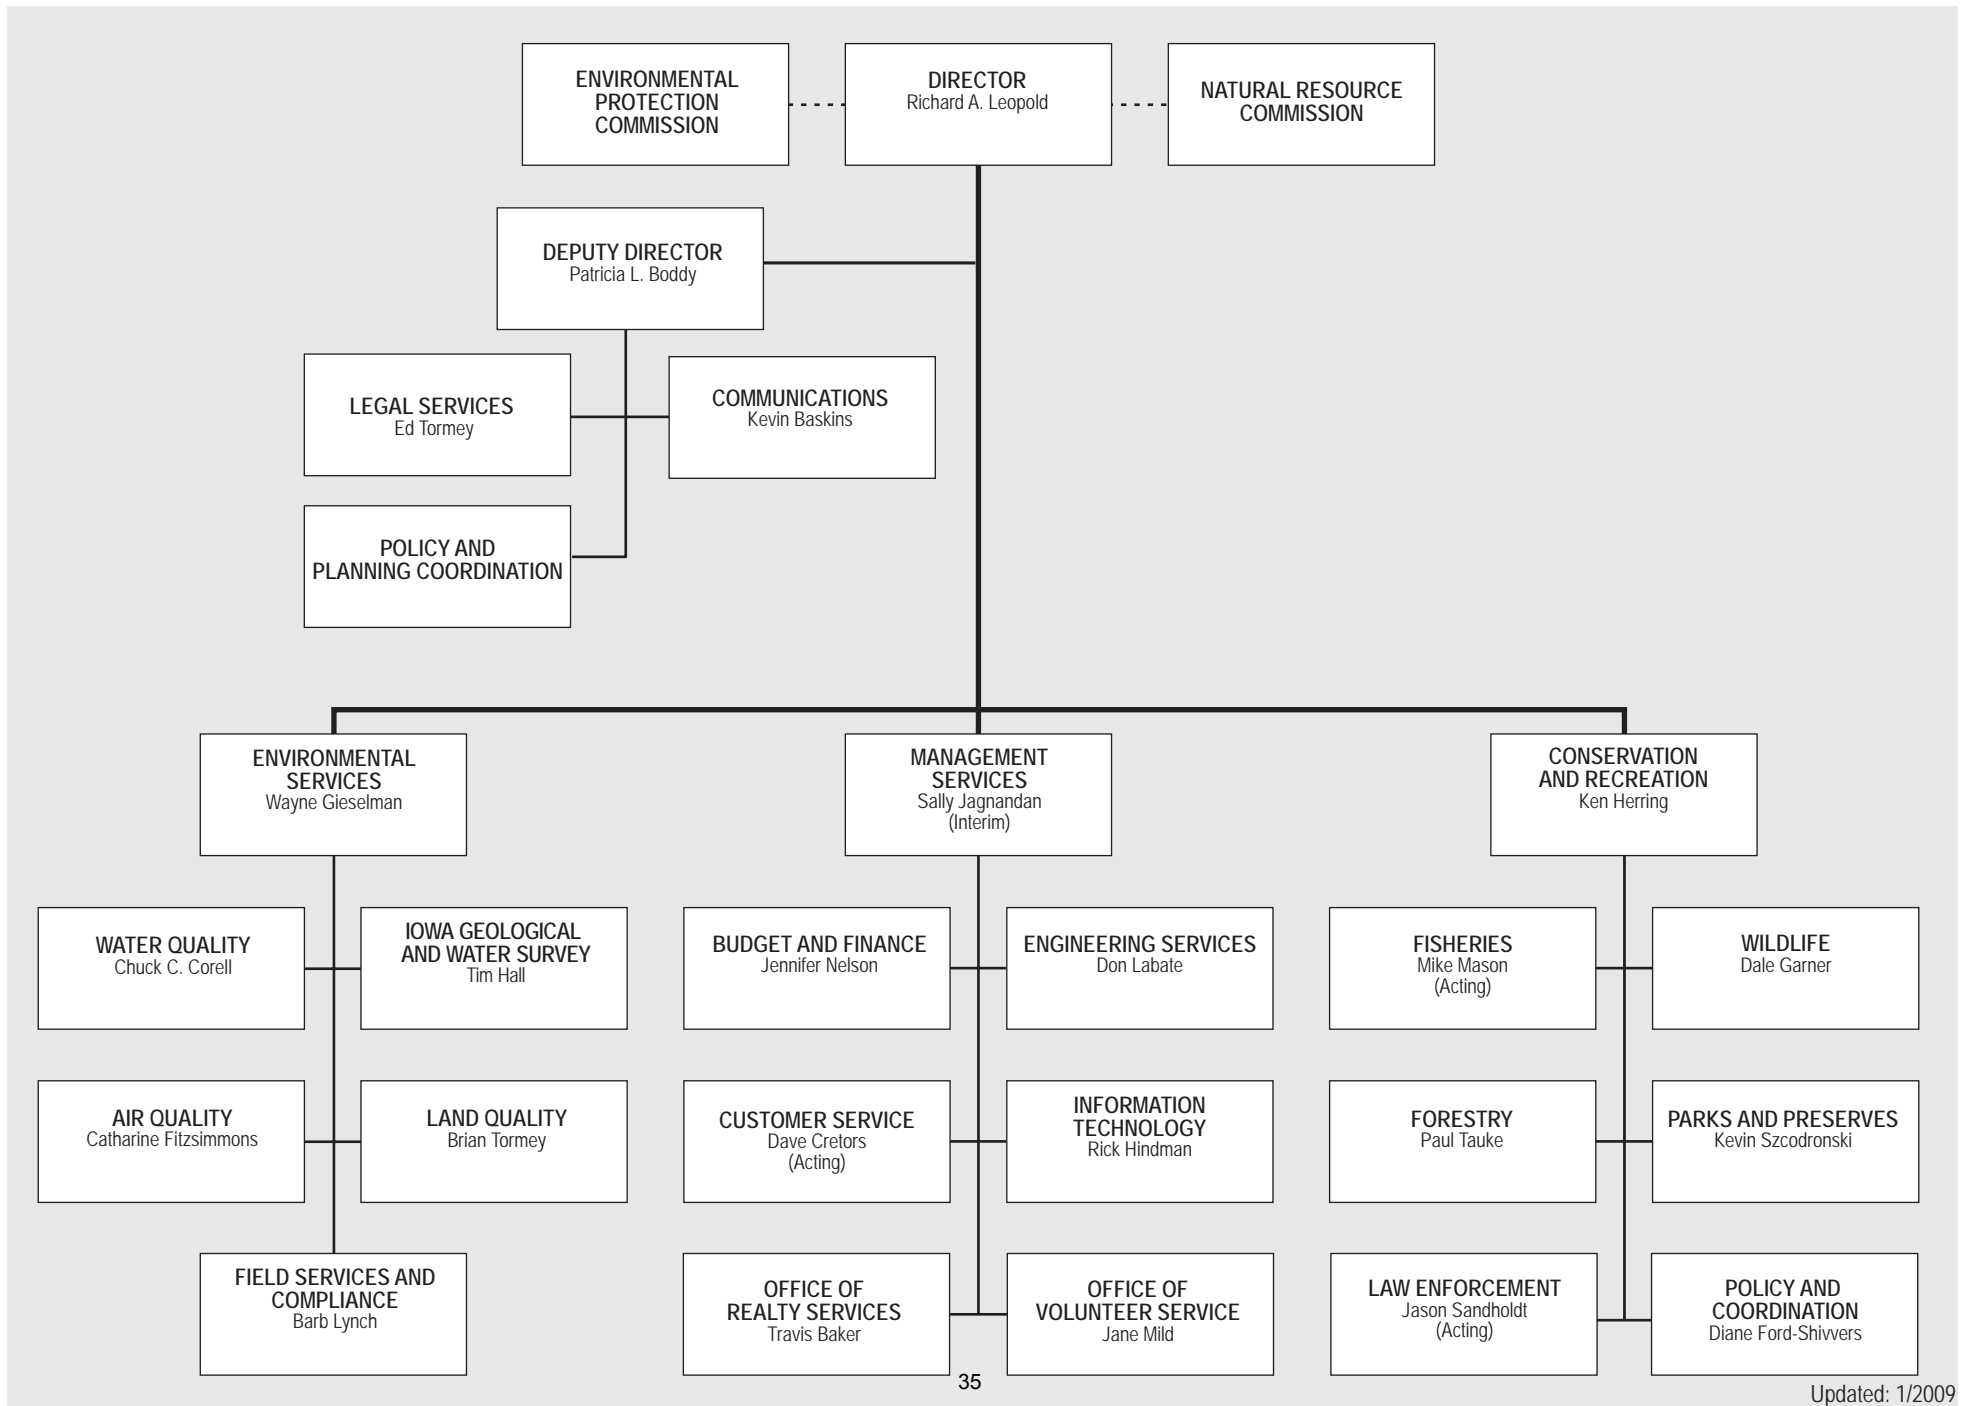 ENVIRONMENTAL
PROTECTION
COMMISSION
DIRECTOR
Richard A. Leopold
NATURAL RESOURCE
COMMISSION
DEPUTY DIRECTOR
Patricia L. Boddy
LEGAL SERVICES
Ed Tormey
COMMUNICATIONS
Kevin Baskins
POLICY AND
PLANNING COORDINATION
ENVIRONMENTAL
SERVICES
Wayne Gieselman
MANAGEMENT
SERVICES
Sally Jagnandan
(Interim)
CONSERVATION
AND RECREATION
Ken Herring
WATER QUALITY
Chuck C. Corell
IOWA GEOLOGICAL
AND WATER SURVEY
Tim Hall
BUDGET AND FINANCE
Jennifer Nelson
ENGINEERING SERVICES
Don Labate
FISHERIES
Mike Mason
(Acting)
WILDLIFE
Dale Garner
AIR QUALITY
Catharine Fitzsimmons
LAND QUALITY
Brian Tormey
CUSTOMER SERVICE
Dave Cretors
(Acting)
INFORMATION
TECHNOLOGY
Rick Hindman
FORESTRY
Paul Tauke
PARKS AND PRESERVES
Kevin Szcodronski
FIELD SERVICES AND
COMPLIANCE
Barb Lynch
OFFICE OF
REALTY SERVICES
Travis Baker
OFFICE OF
VOLUNTEER SERVICE
Jane Mild
LAW ENFORCEMENT
Jason Sandholdt
(Acting)
POLICY AND
COORDINATION
Diane Ford-Shivvers
35
Updated: 1/2009